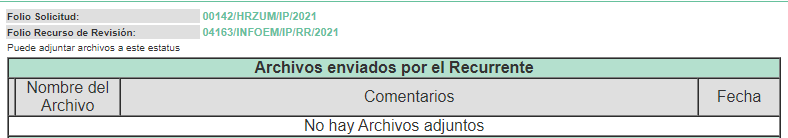 Folio Solicitud: 00142/HRZUM/IP/2021
Folio Recurso de Revisión: 04163/INFOEM/IP/RR/2021
Puede adjuntar archivos a este estatus
Archivos enviados por el Recurrente
Nombre del Archivo Comentarios Fecha
No hay Archivos adjuntos